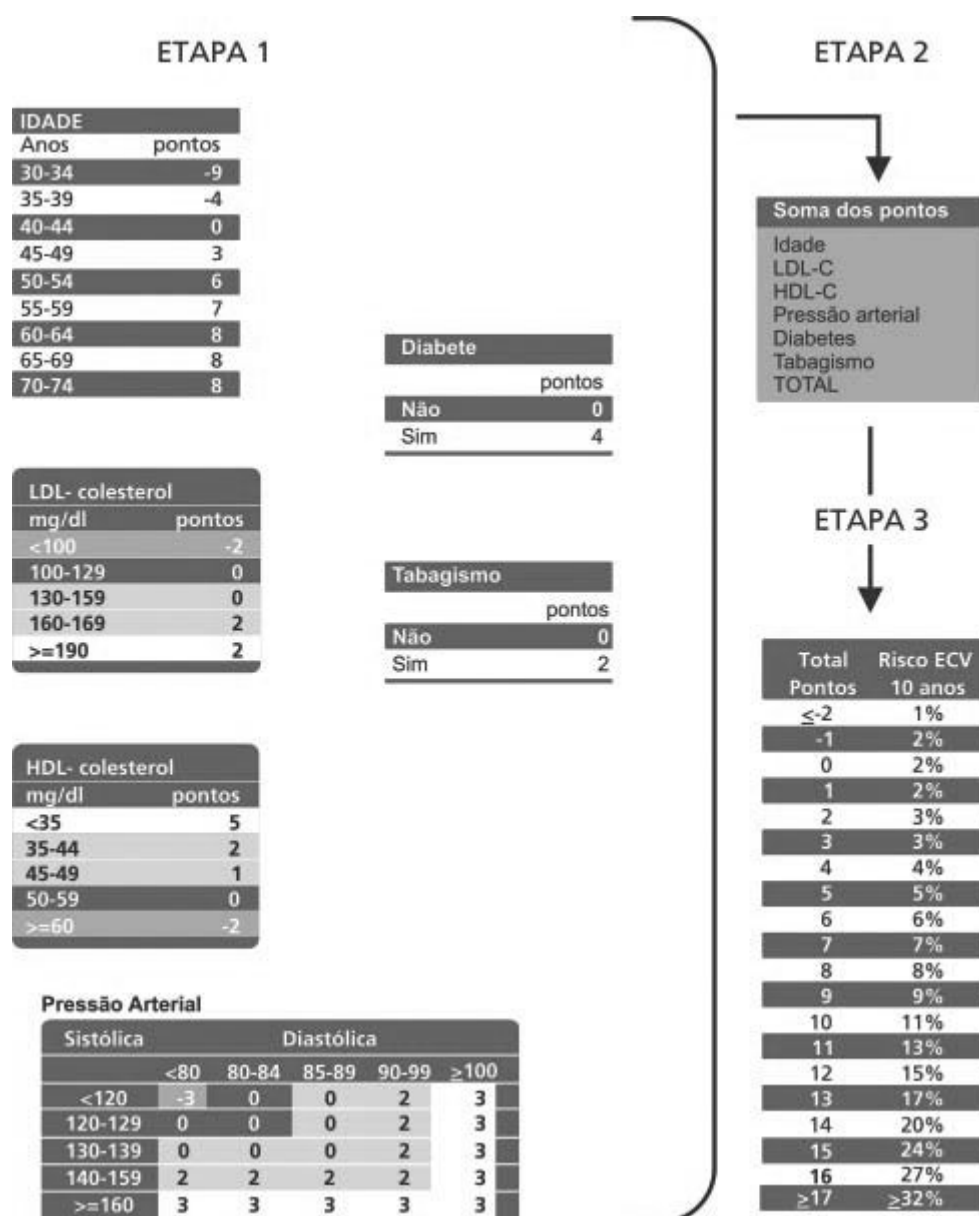 ETAPA 1
IDADE
Anos pontos
30-34 -9
35-39 -4
40-44 0
45-49 3
50-54 6
55-59 7
60-64 8
65-69 8
70-74 8
Diabete
pontos
Não 0
Sim 4
LDL- colesterol
mg/dl pontos
<100 -2
100-129 0
130-159 0
160-169 2
>=190 2
Tabagismo
pontos
Não 0
Sim 2
HDL- colesterol
mg/dl pontos
<35 5
35-44 2
45-49 1
50-59 0
>=60 -2
Pressão Arterial
Sistólica Diastólica
<80 80-84 85-89 90-99 ≥100
<120 -3 0 0 2 3
120-129 0 0 0 2 3
130-139 0 0 0 2 3
140-159 2 2 2 2 3
>=160 3 3 3 3 3
ETAPA 2
Soma dos pontos
Idade
LDL-C
HDL-C
Pressão arterial
Diabetes
Tabagismo
TOTAL
ETAPA 3
Total Risco ECV
Pontos 10 anos
≤-2 1%
-1 2%
0 2%
1 2%
2 3%
3 3%
4 4%
5 5%
6 6%
7 7%
8 8%
9 9%
10 11%
11 13%
12 15%
13 17%
14 20%
15 24%
16 27%
≥17 ≥32%